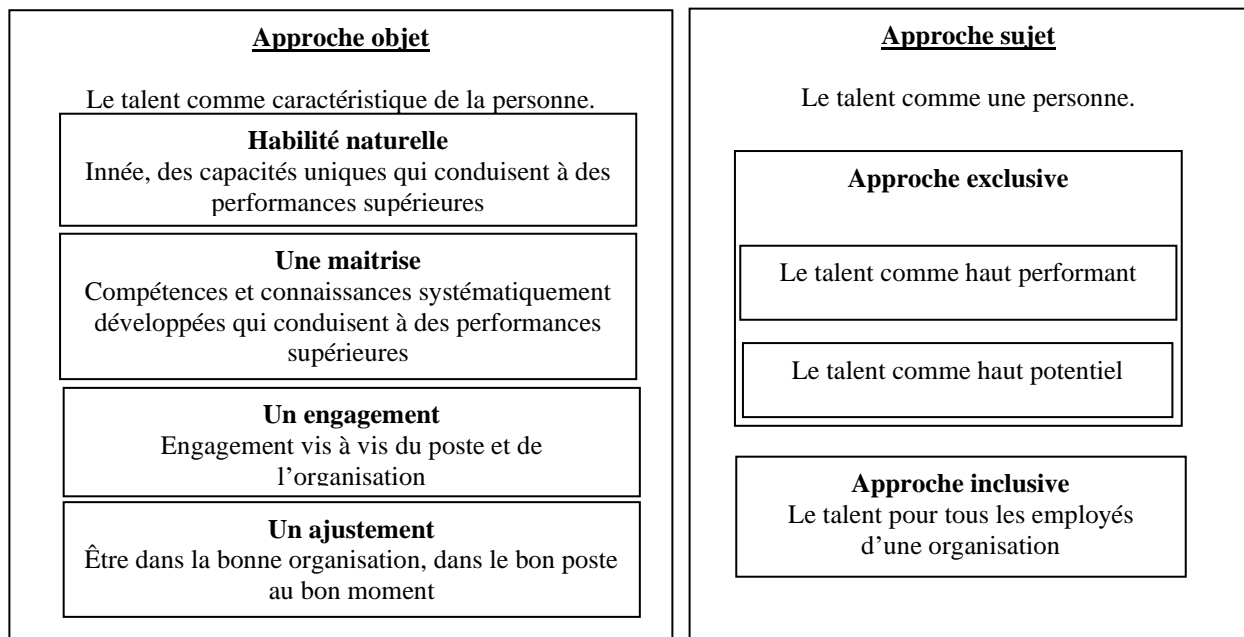 Approche objet
Le talent comme caractéristique de la personne.
Habilité naturelle
Innée, des capacités uniques qui conduisent à des
performances supérieures
Une maitrise
Compétences et connaissances systématiquement
développées qui conduisent à des performances
supérieures
Un engagement
Engagement vis à vis du poste et de
l’organisation
Un ajustement
Être dans la bonne organisation, dans le bon poste
au bon moment
Approche sujet
Le talent comme une personne.
Approche exclusive
Le talent comme haut performant
Le talent comme haut potentiel
Approche inclusive
Le talent pour tous les employés
d’une organisation